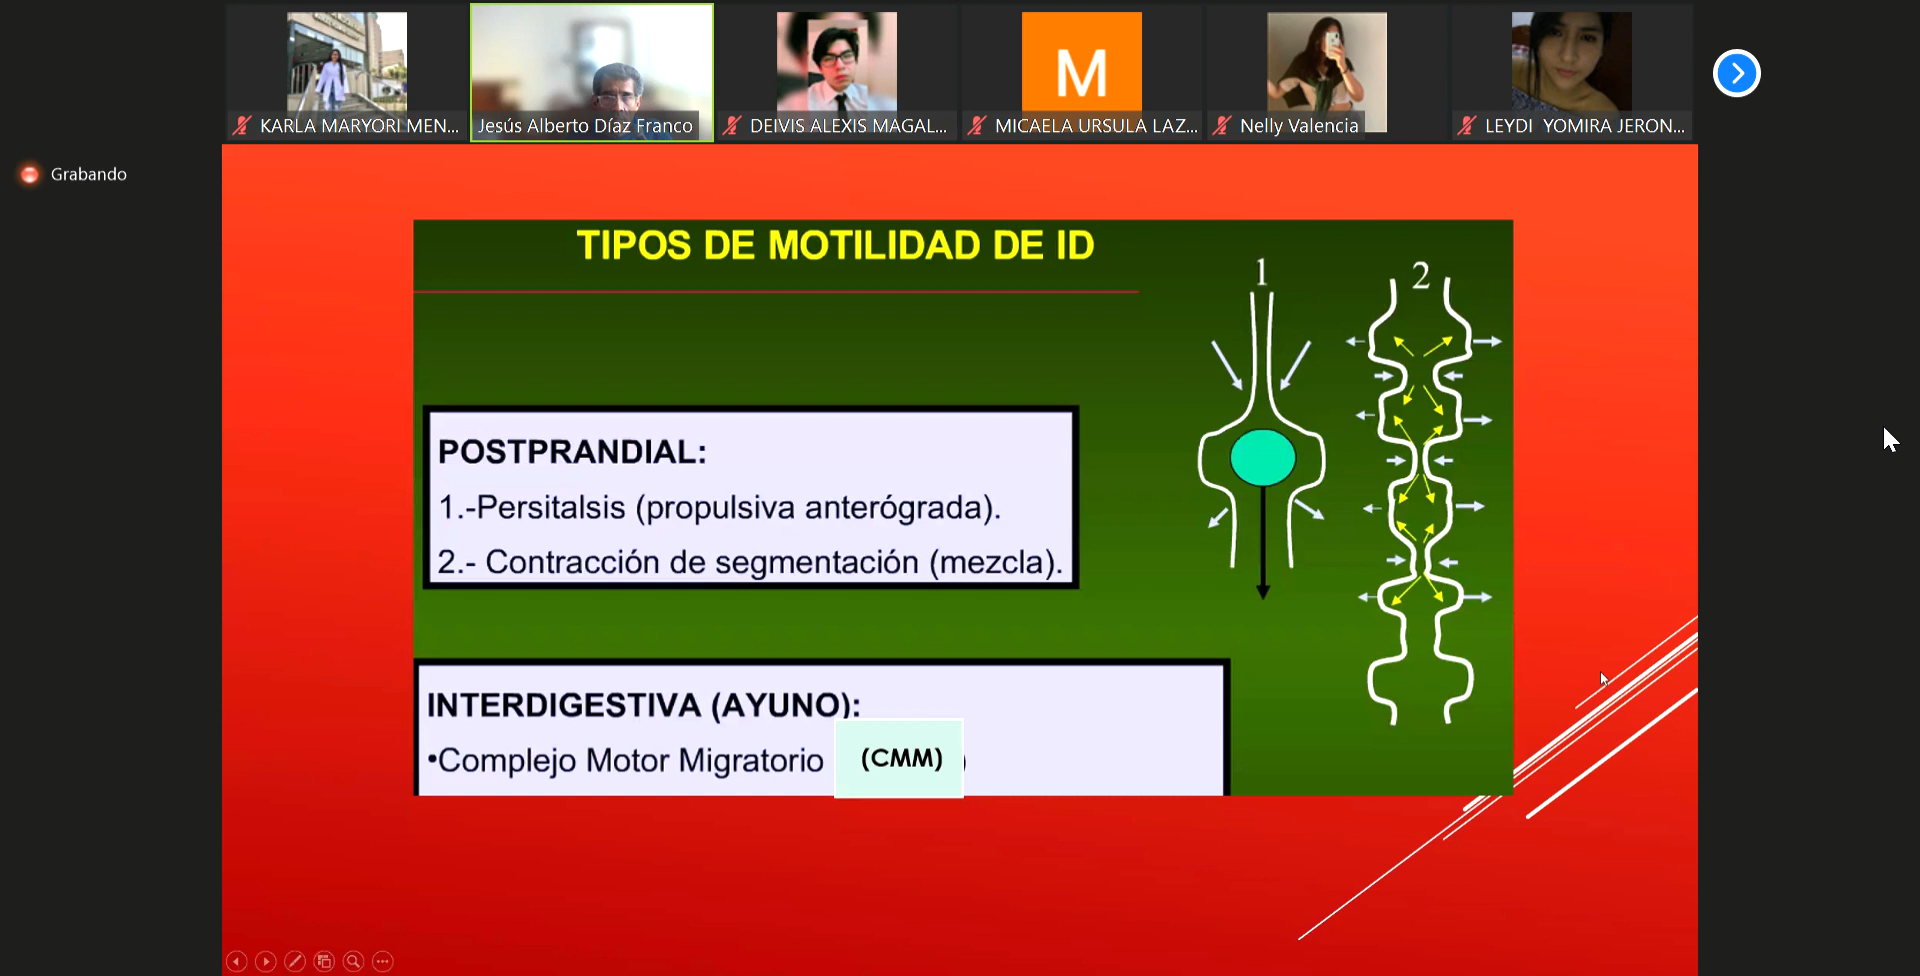 KARLA MARYORI MEN...
Jesús Alberto Díaz Franco
DEIVIS ALEXIS MAGAL...
M
MICAELA URSULA LAZ...
Nelly Valencia
LEYDI YOMIRA JERON...
Grabando
TIPOS DE MOTILIDAD DE ID
1
2
POSTPRANDIAL:
1.-Persitalsis (propulsiva anterógrada).
2.- Contracción de segmentación (mezcla).
INTERDIGESTIVA (AYUNO):
•Complejo Motor Migratorio (CMM) )